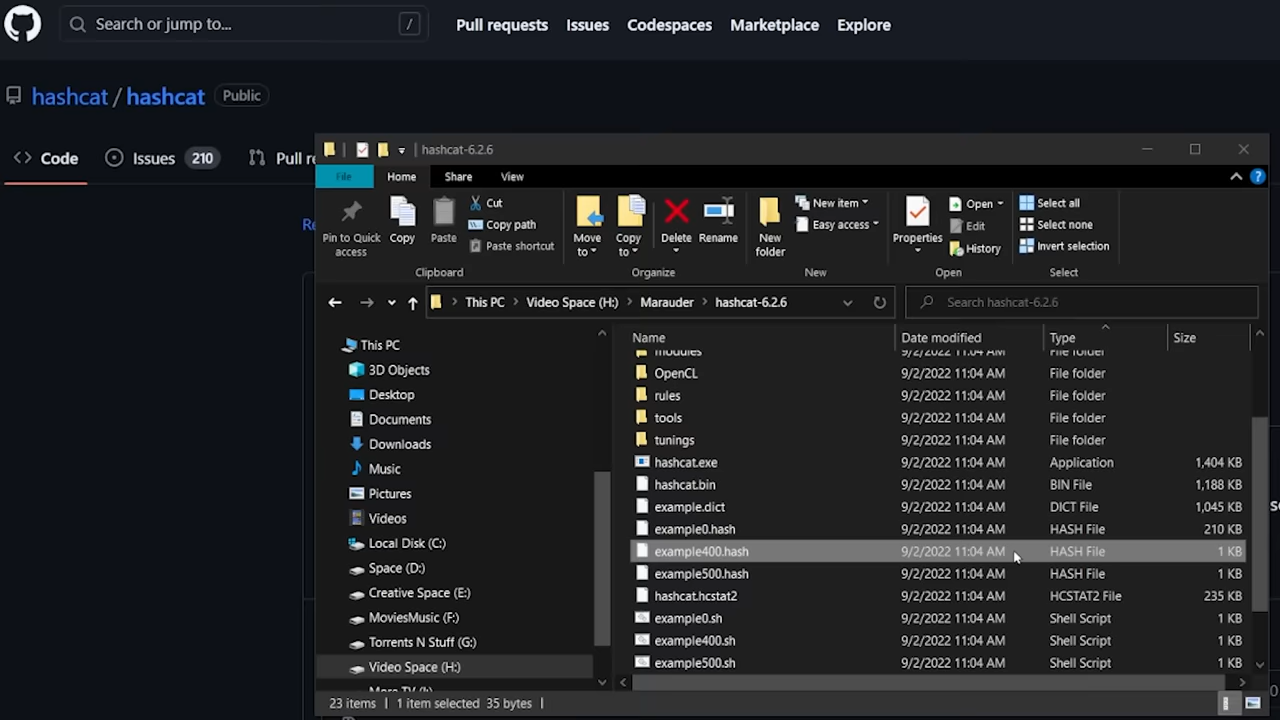 Search or jump to...
/
Pull requests
Issues
Codespaces
Marketplace
Explore
hashcat / hashcat
Public
Code
Issues
210
Pull re
hashcat-6.2.6
File
Home
Share
View
?
Pin to Quick
access
Copy
Paste
Cut
Copy path
Paste shortcut
Clipboard
Move
to
Copy
to
Delete
Rename
Organize
New
folder
New item
Easy access
New
Properties
Open
Edit
History
Open
Select all
Select none
Invert selection
Select
This PC > Video Space (H:) > Marauder > hashcat-6.2.6
Search hashcat-6.2.6
This PC
3D Objects
Desktop
Documents
Downloads
Music
Pictures
Videos
Local Disk (C:)
Space (D:)
Creative Space (E:)
MoviesMusic (F:)
Torrents N Stuff (G:)
Video Space (H:)
Name Date modified Type Size
modules 9/2/2022 11:04 AM File folder
OpenCL 9/2/2022 11:04 AM File folder
rules 9/2/2022 11:04 AM File folder
tools 9/2/2022 11:04 AM File folder
tunings 9/2/2022 11:04 AM File folder
hashcat.exe 9/2/2022 11:04 AM Application 1,404 KB
hashcat.bin 9/2/2022 11:04 AM BIN File 1,188 KB
example.dict 9/2/2022 11:04 AM DICT File 1,045 KB
example0.hash 9/2/2022 11:04 AM HASH File 210 KB
example400.hash 9/2/2022 11:04 AM HASH File 1 KB
example500.hash 9/2/2022 11:04 AM HASH File 1 KB
hashcat.hcstat2 9/2/2022 11:04 AM HCSTAT2 File 235 KB
example0.sh 9/2/2022 11:04 AM Shell Script 1 KB
example400.sh 9/2/2022 11:04 AM Shell Script 1 KB
example500.sh 9/2/2022 11:04 AM Shell Script 1 KB
23 items
1 item selected 35 bytes